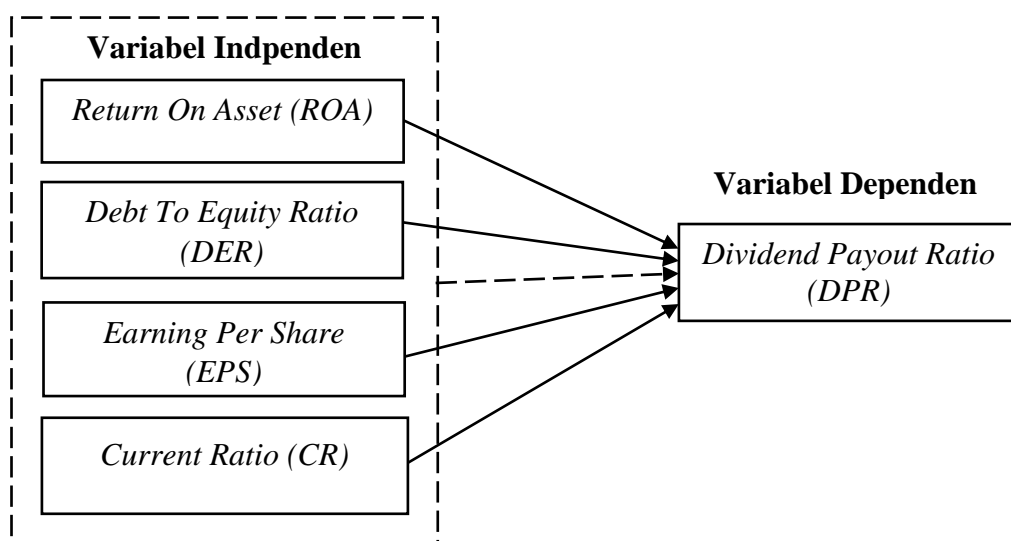 Variabel Indpenden
Return On Asset (ROA)
Debt To Equity Ratio
(DER)
Earning Per Share
(EPS)
Current Ratio (CR)
Variabel Dependen
Dividend Payout Ratio
(DPR)